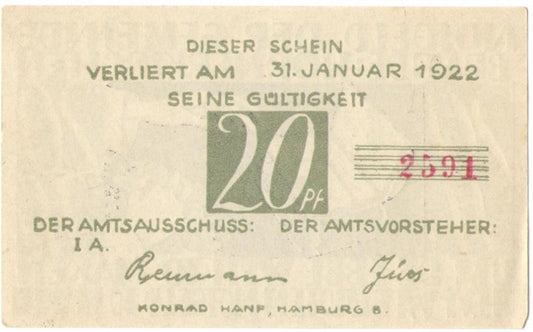 DIESER SCHEIN
VERLIERT AM 31. JANUAR 1922
SEINE GÜLTIGKEIT
20 Pf
2591
DER AMTSAUSSCHUSS: DER AMTSVORSTEHER:
I A.
KONRAD HANF, HAMBURG 8.